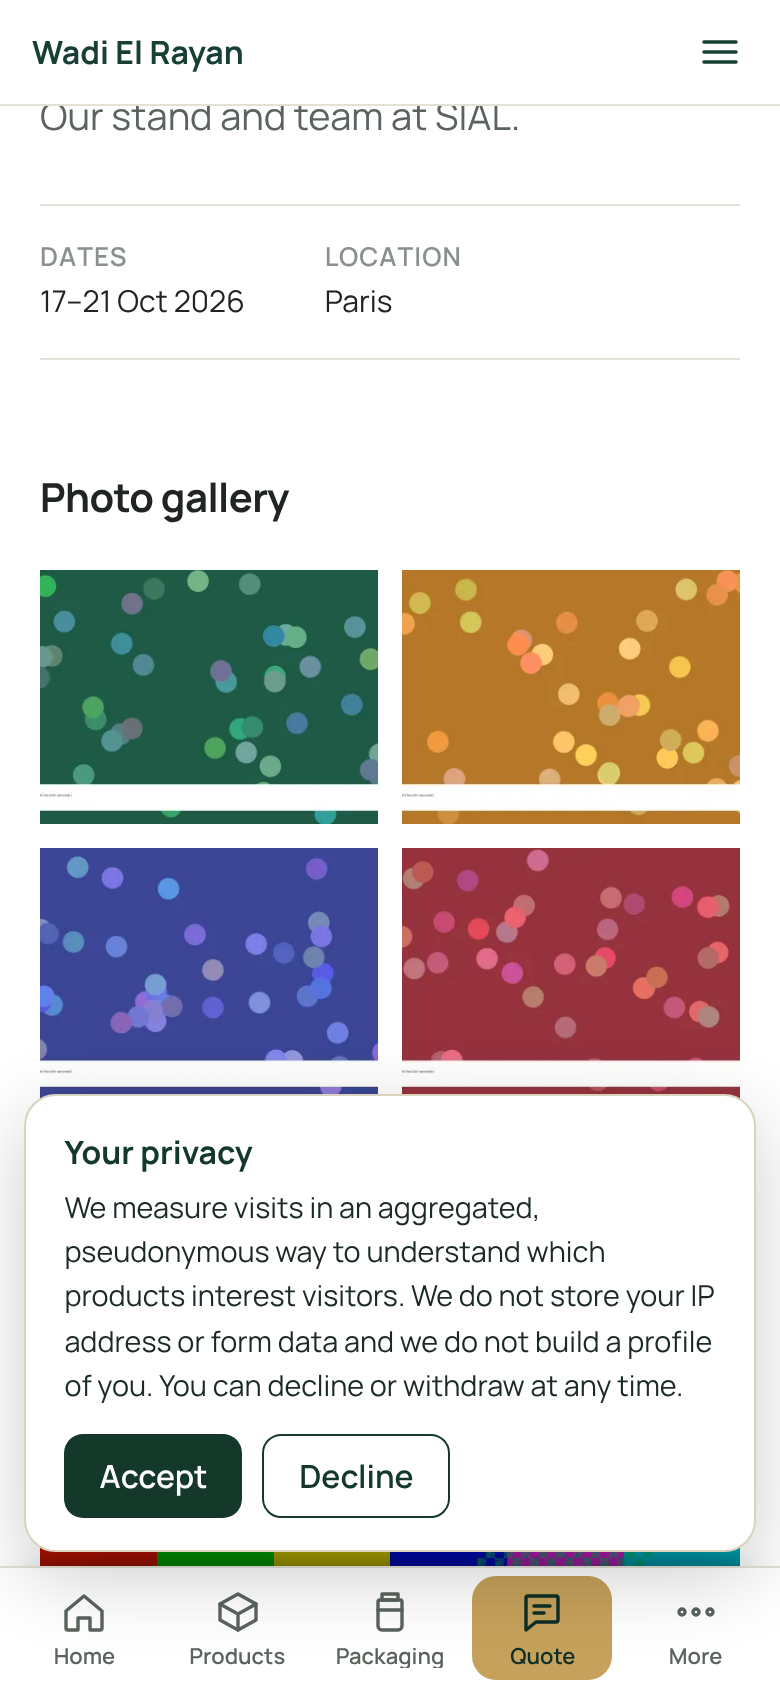 Wadi El Rayan
Our stand and team at SIAL.
DATES
LOCATION
17–21 Oct 2026
Paris
Photo gallery
Your privacy
We measure visits in an aggregated,
pseudonymous way to understand which
products interest visitors. We do not store your IP
address or form data and we do not build a profile
of you. You can decline or withdraw at any time.
Accept
Decline
Home
Products
Packaging
Quote
More